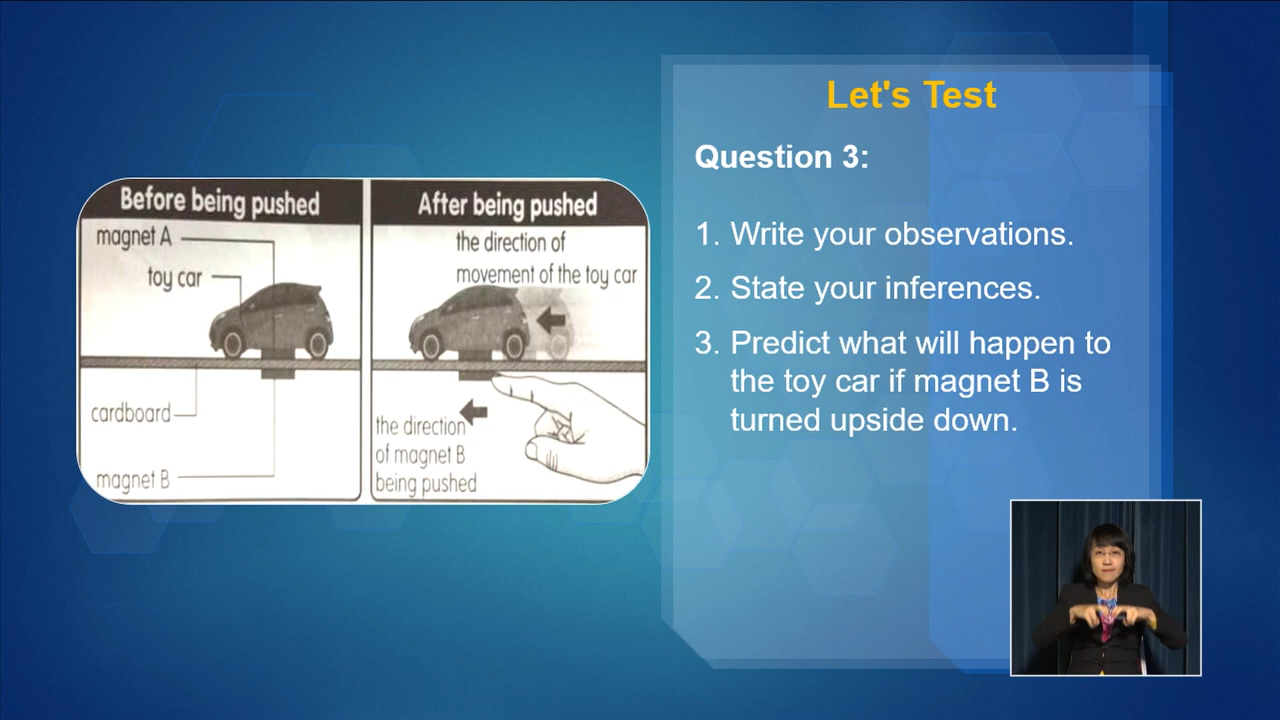 Let's Test
Question 3:
1. Write your observations.
2. State your inferences.
3. Predict what will happen to
the toy car if magnet B is
turned upside down.
Before being pushed
magnet A
toy car
cardboard
magnet B
After being pushed
the direction of
movement of the toy car
the direction
of magnet B
being pushed